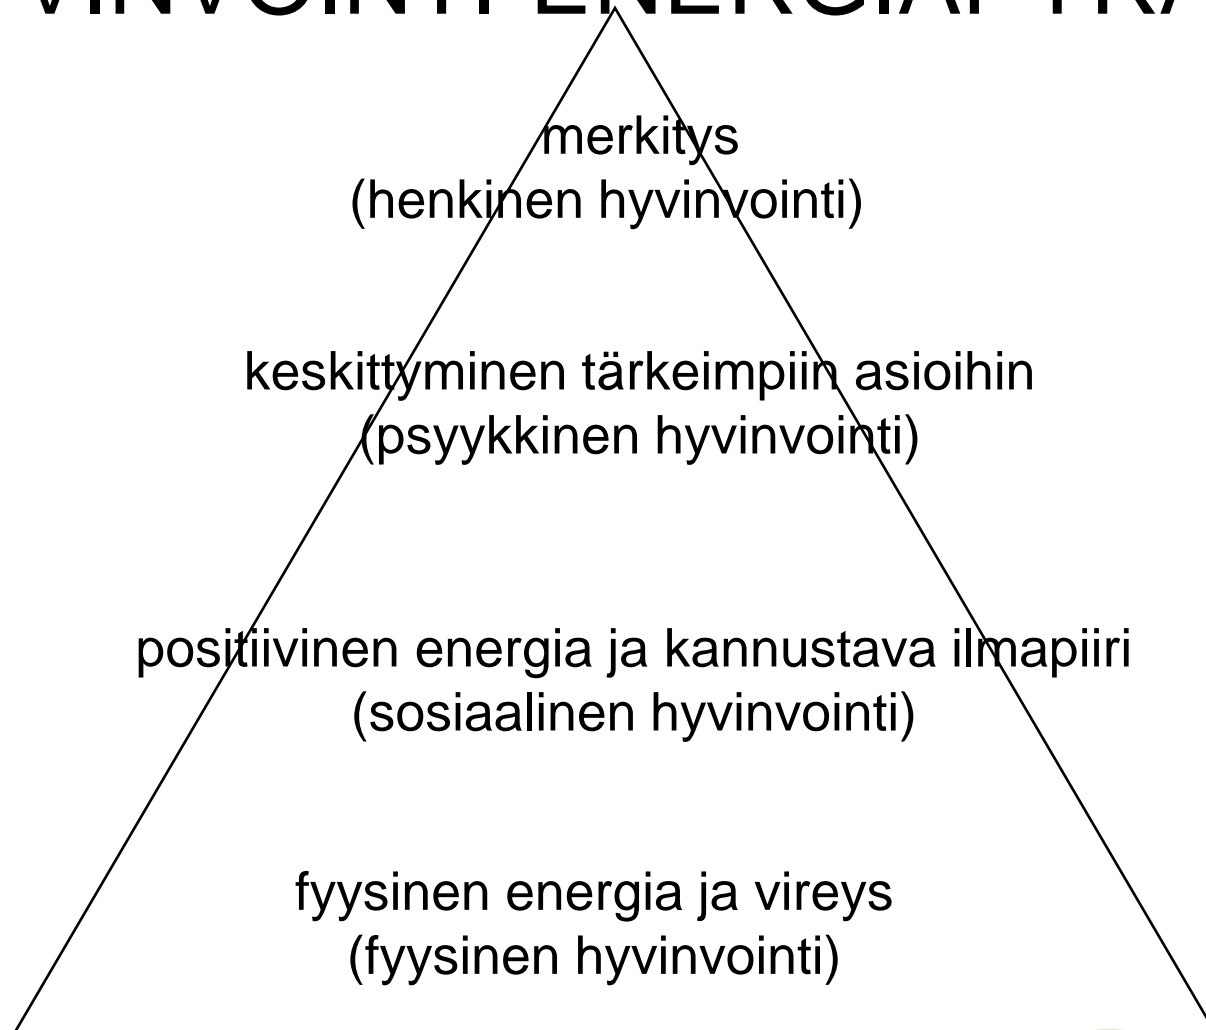 merkitys
(henkinen hyvinvointi)
keskittyminen tärkeimpiin asioihin
(psyykkinen hyvinvointi)
positiivinen energia ja kannustava ilmapiiri
(sosiaalinen hyvinvointi)
fyysinen energia ja vireys
(fyysinen hyvinvointi)